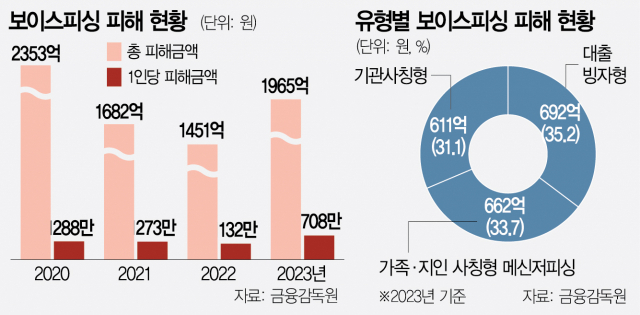 보이스피싱 피해 현황 (단위: 원)
총 피해금액
1인당 피해금액
2353억
1682억
1451억
1965억
1288만
273만
132만
708만
2020
2021
2022
2023년
자료: 금융감독원
유형별 보이스피싱 피해 현황
(단위: 원, %)
기관사칭형
대출
빙자형
611억
(31.1)
692억
(35.2)
662억
(33.7)
가족·지인 사칭형 메신저피싱
※2023년 기준
자료: 금융감독원